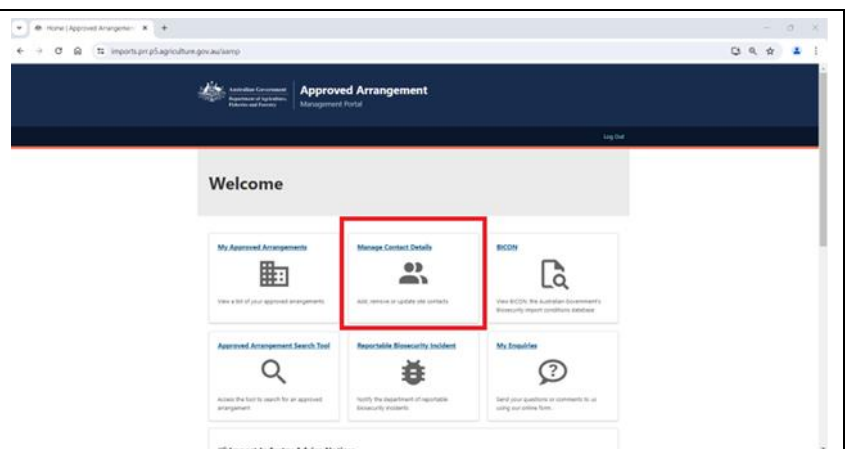 Home | Approved Arrangemen
imports.prr.p5.agriculture.gov.au/aamp
Australian Government
Department of Agriculture,
Fisheries and Forestry
Approved Arrangement
Management Portal
Log Out
Welcome
My Approved Arrangements
View a list of your approved arrangements
Manage Contact Details
Add, remove or update site contacts
BICON
View BICON, the Australian Government's
Biosecurity import conditions database
Approved Arrangement Search Tool
Access the tool to search for an approved
arrangement
Reportable Biosecurity Incident
Notify the department of reportable
biosecurity incidents
My Enquiries
Send your questions or comments to us
using our online form.